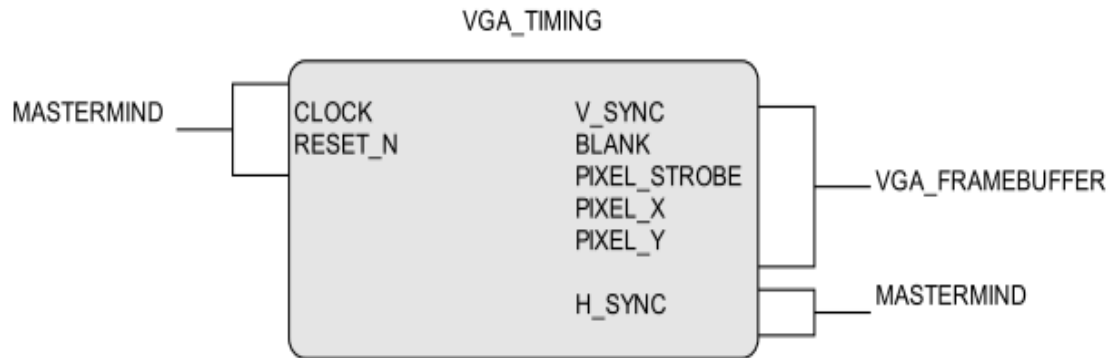 VGA_TIMING
MASTERMIND
CLOCK
RESET_N
V_SYNC
BLANK
PIXEL_STROBE
PIXEL_X
PIXEL_Y
H_SYNC
VGA_FRAMEBUFFER
MASTERMIND